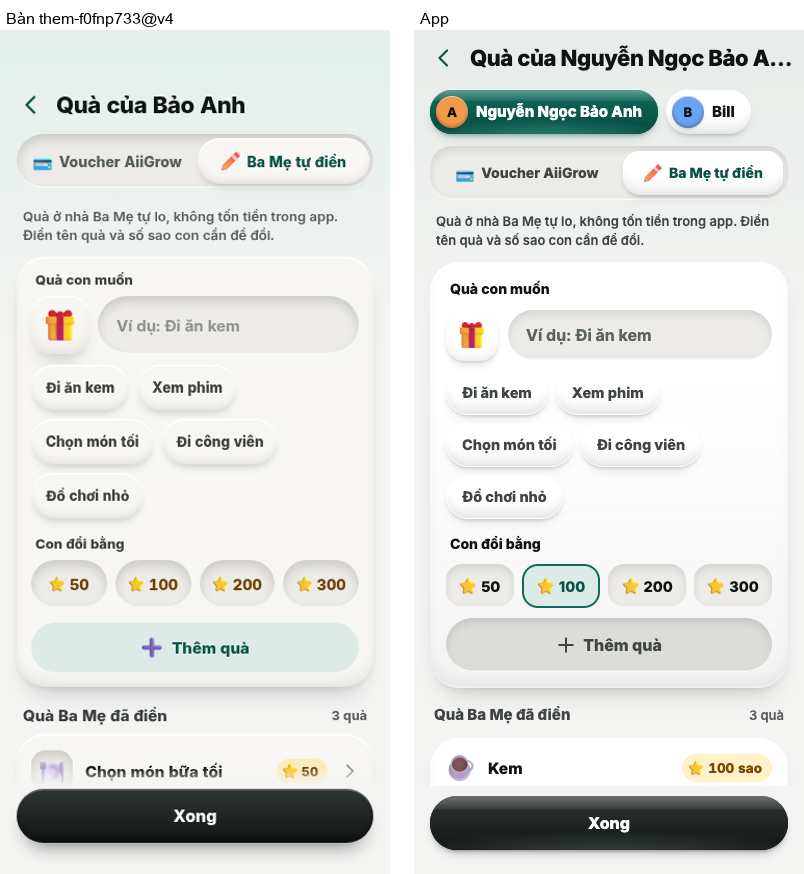 Bản them-f0fnp733@v4
Quà của Bảo Anh
Voucher AiiGrow
Ba Mẹ tự điền
Quà ở nhà Ba Mẹ tự lo, không tốn tiền trong app.
Điền tên quà và số sao con cần để đổi.
Quà con muốn
Ví dụ: Đi ăn kem
Đi ăn kem
Xem phim
Chọn món tối
Đi công viên
Đồ chơi nhỏ
Con đổi bằng
50
100
200
300
Thêm quà
Quà Ba Mẹ đã điền
3 quà
Chọn món bữa tối
50
Xong
App
Quà của Nguyễn Ngọc Bảo A...
A
Nguyễn Ngọc Bảo Anh
B
Bill
Voucher AiiGrow
Ba Mẹ tự điền
Quà ở nhà Ba Mẹ tự lo, không tốn tiền trong app. Điền
tên quà và số sao con cần để đổi.
Quà con muốn
Ví dụ: Đi ăn kem
Đi ăn kem
Xem phim
Chọn món tối
Đi công viên
Đồ chơi nhỏ
Con đổi bằng
50
100
200
300
Thêm quà
Quà Ba Mẹ đã điền
3 quà
Kem
100 sao
Xong